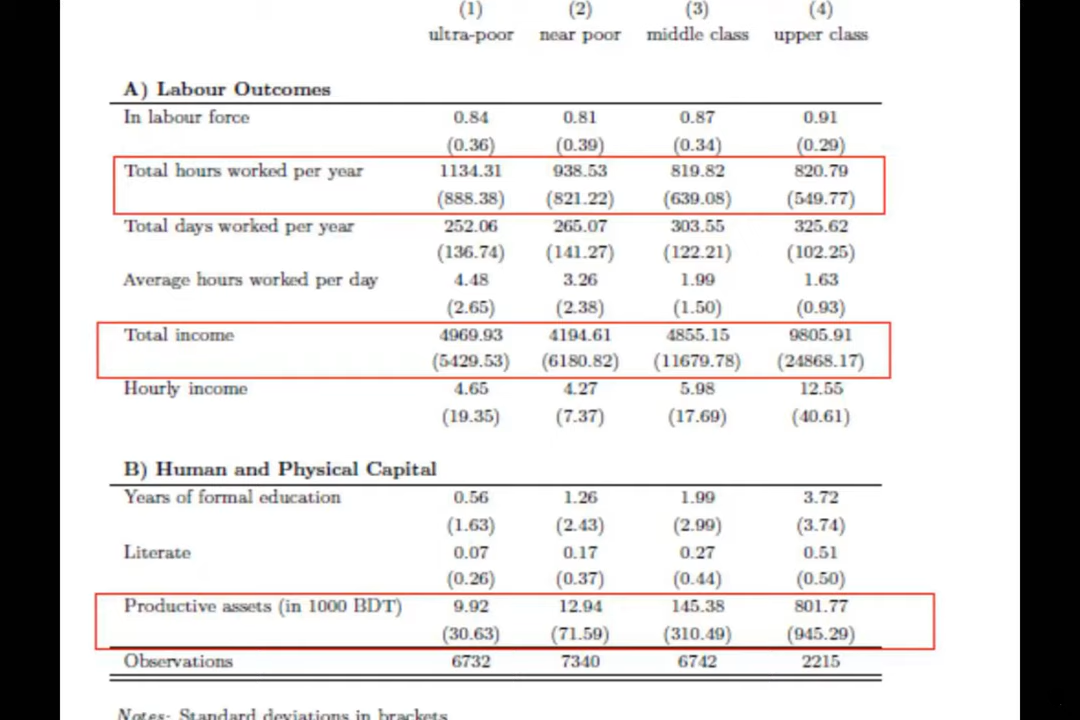 (1) (2) (3) (4)
ultra-poor near poor middle class upper class
A) Labour Outcomes
In labour force 0.84 0.81 0.87 0.91
(0.36) (0.39) (0.34) (0.29)
Total hours worked per year 1134.31 938.53 819.82 820.79
(888.38) (821.22) (639.08) (549.77)
Total days worked per year 252.06 265.07 303.55 325.62
(136.74) (141.27) (122.21) (102.25)
Average hours worked per day 4.48 3.26 1.99 1.63
(2.65) (2.38) (1.50) (0.93)
Total income 4969.93 4194.61 4855.15 9805.91
(5429.53) (6180.82) (11679.78) (24868.17)
Hourly income 4.65 4.27 5.98 12.55
(19.35) (7.37) (17.69) (40.61)
B) Human and Physical Capital
Years of formal education 0.56 1.26 1.99 3.72
(1.63) (2.43) (2.99) (3.74)
Literate 0.07 0.17 0.27 0.51
(0.26) (0.37) (0.44) (0.50)
Productive assets (in 1000 BDT) 9.92 12.94 145.38 801.77
(30.63) (71.59) (310.49) (945.29)
Observations 6732 7340 6742 2215
Notes: Standard deviations in brackets